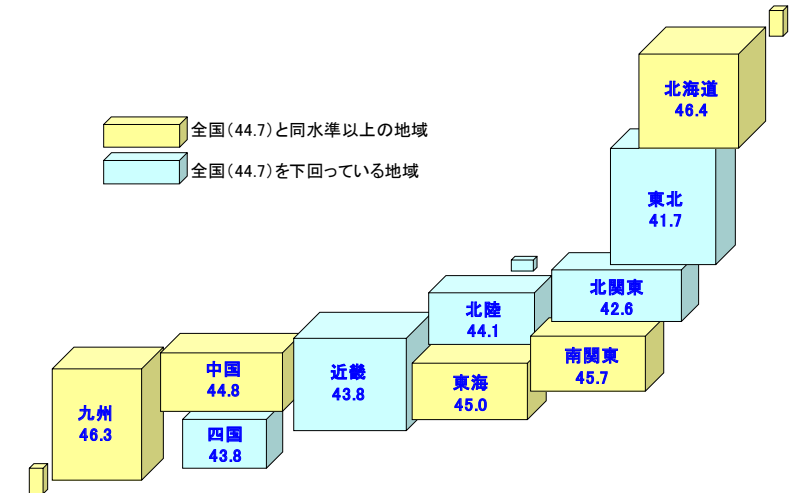 北海道
46.4
全国（44.7）と同水準以上の地域
全国（44.7）を下回っている地域
東北
41.7
北関東
42.6
北陸
44.1
南関東
45.7
中国
44.8
近畿
43.8
東海
45.0
九州
46.3
四国
43.8